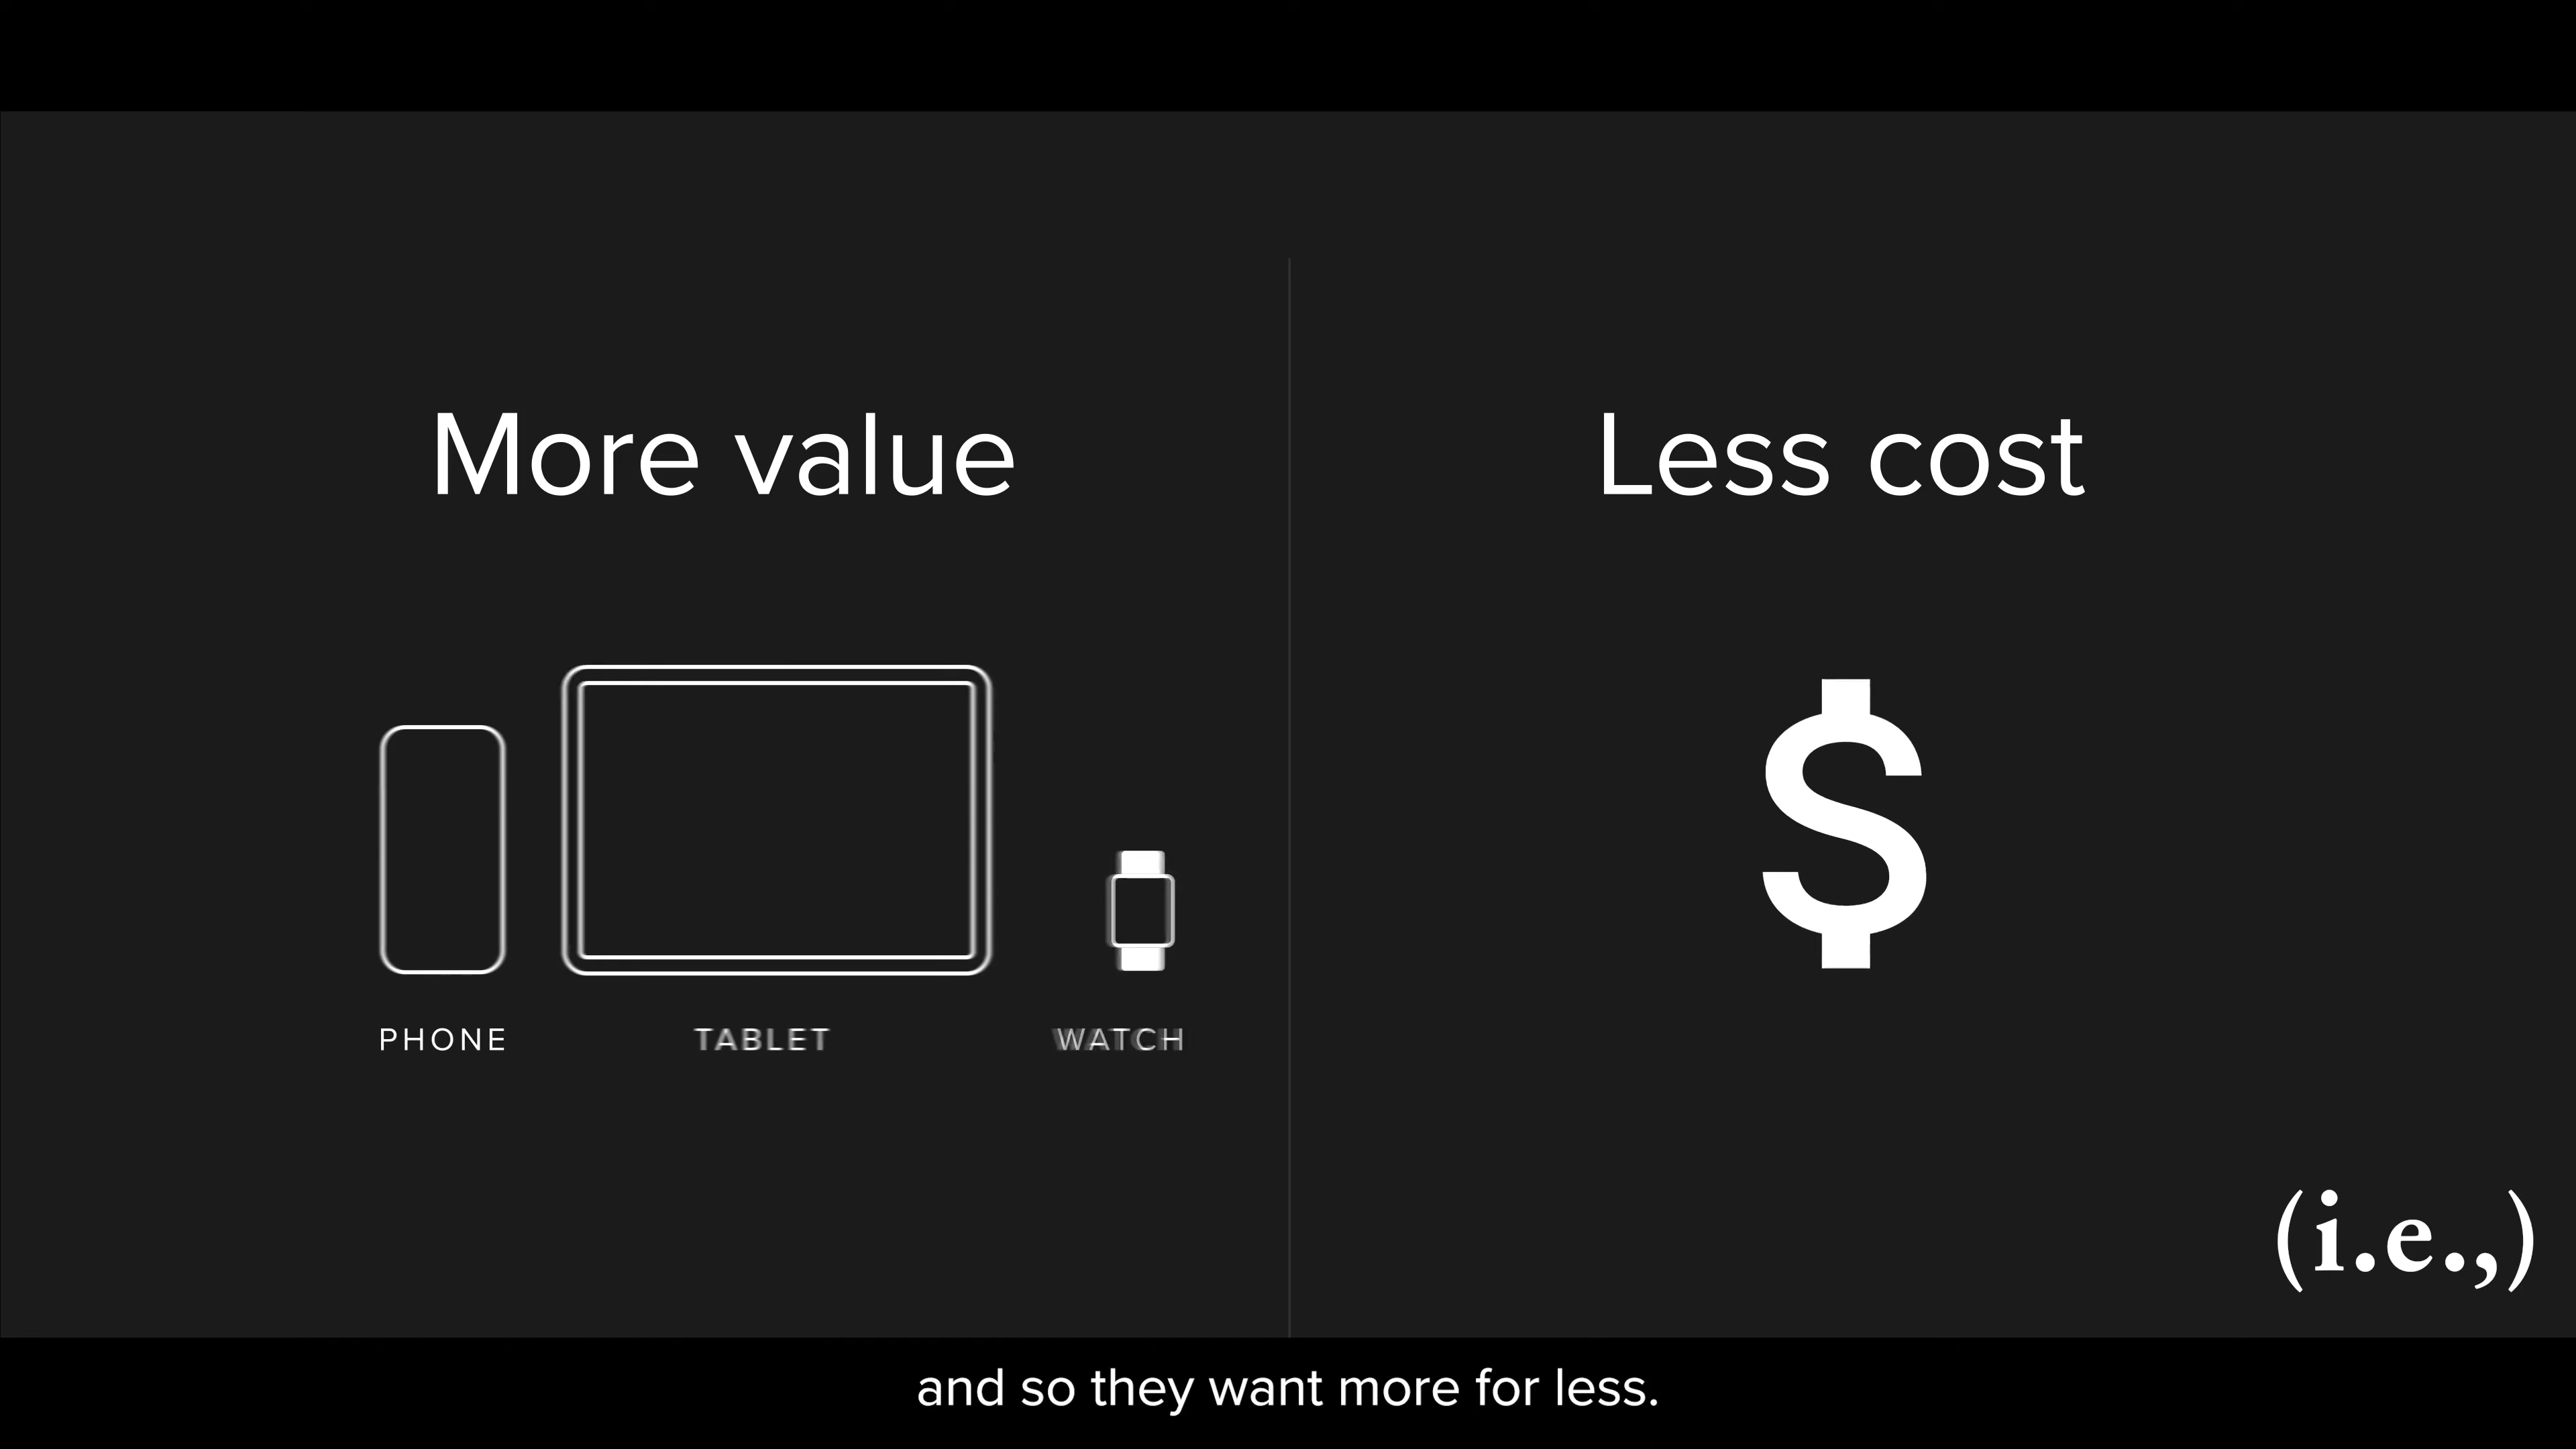 More value
Less cost
$
PHONE
TABLET
WATCH
(i.e.,)
and so they want more for less.